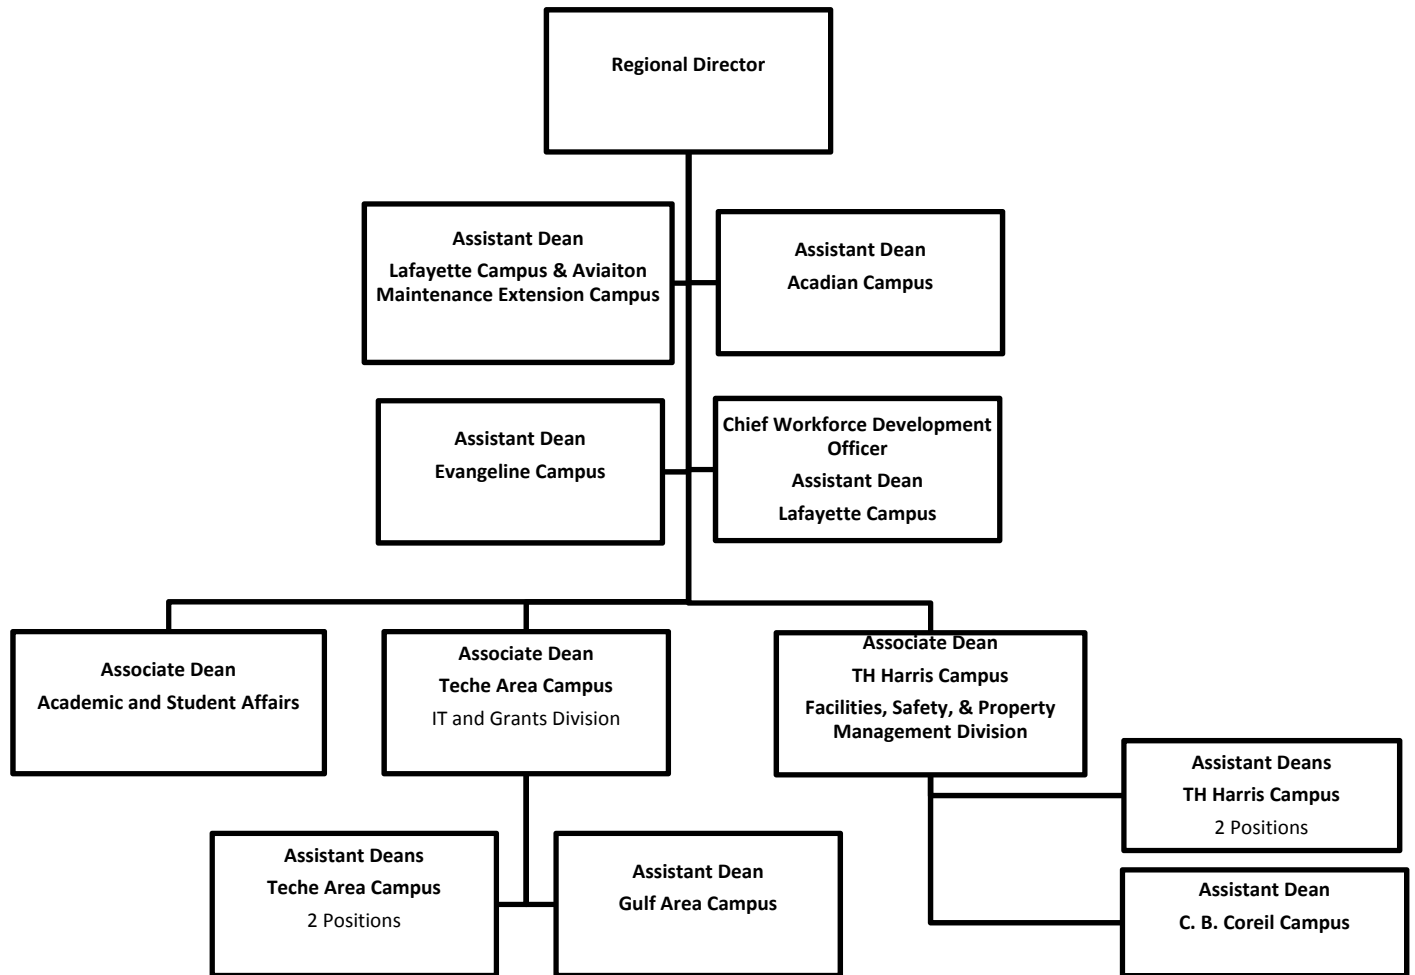 Regional Director
Assistant Dean
Lafayette Campus & Aviaiton
Maintenance Extension Campus
Assistant Dean
Acadian Campus
Assistant Dean
Evangeline Campus
Chief Workforce Development
Officer
Assistant Dean
Lafayette Campus
Associate Dean
Academic and Student Affairs
Associate Dean
Teche Area Campus
IT and Grants Division
Associate Dean
TH Harris Campus
Facilities, Safety, & Property
Management Division
Assistant Deans
TH Harris Campus
2 Positions
Assistant Deans
Teche Area Campus
2 Positions
Assistant Dean
Gulf Area Campus
Assistant Dean
C. B. Coreil Campus